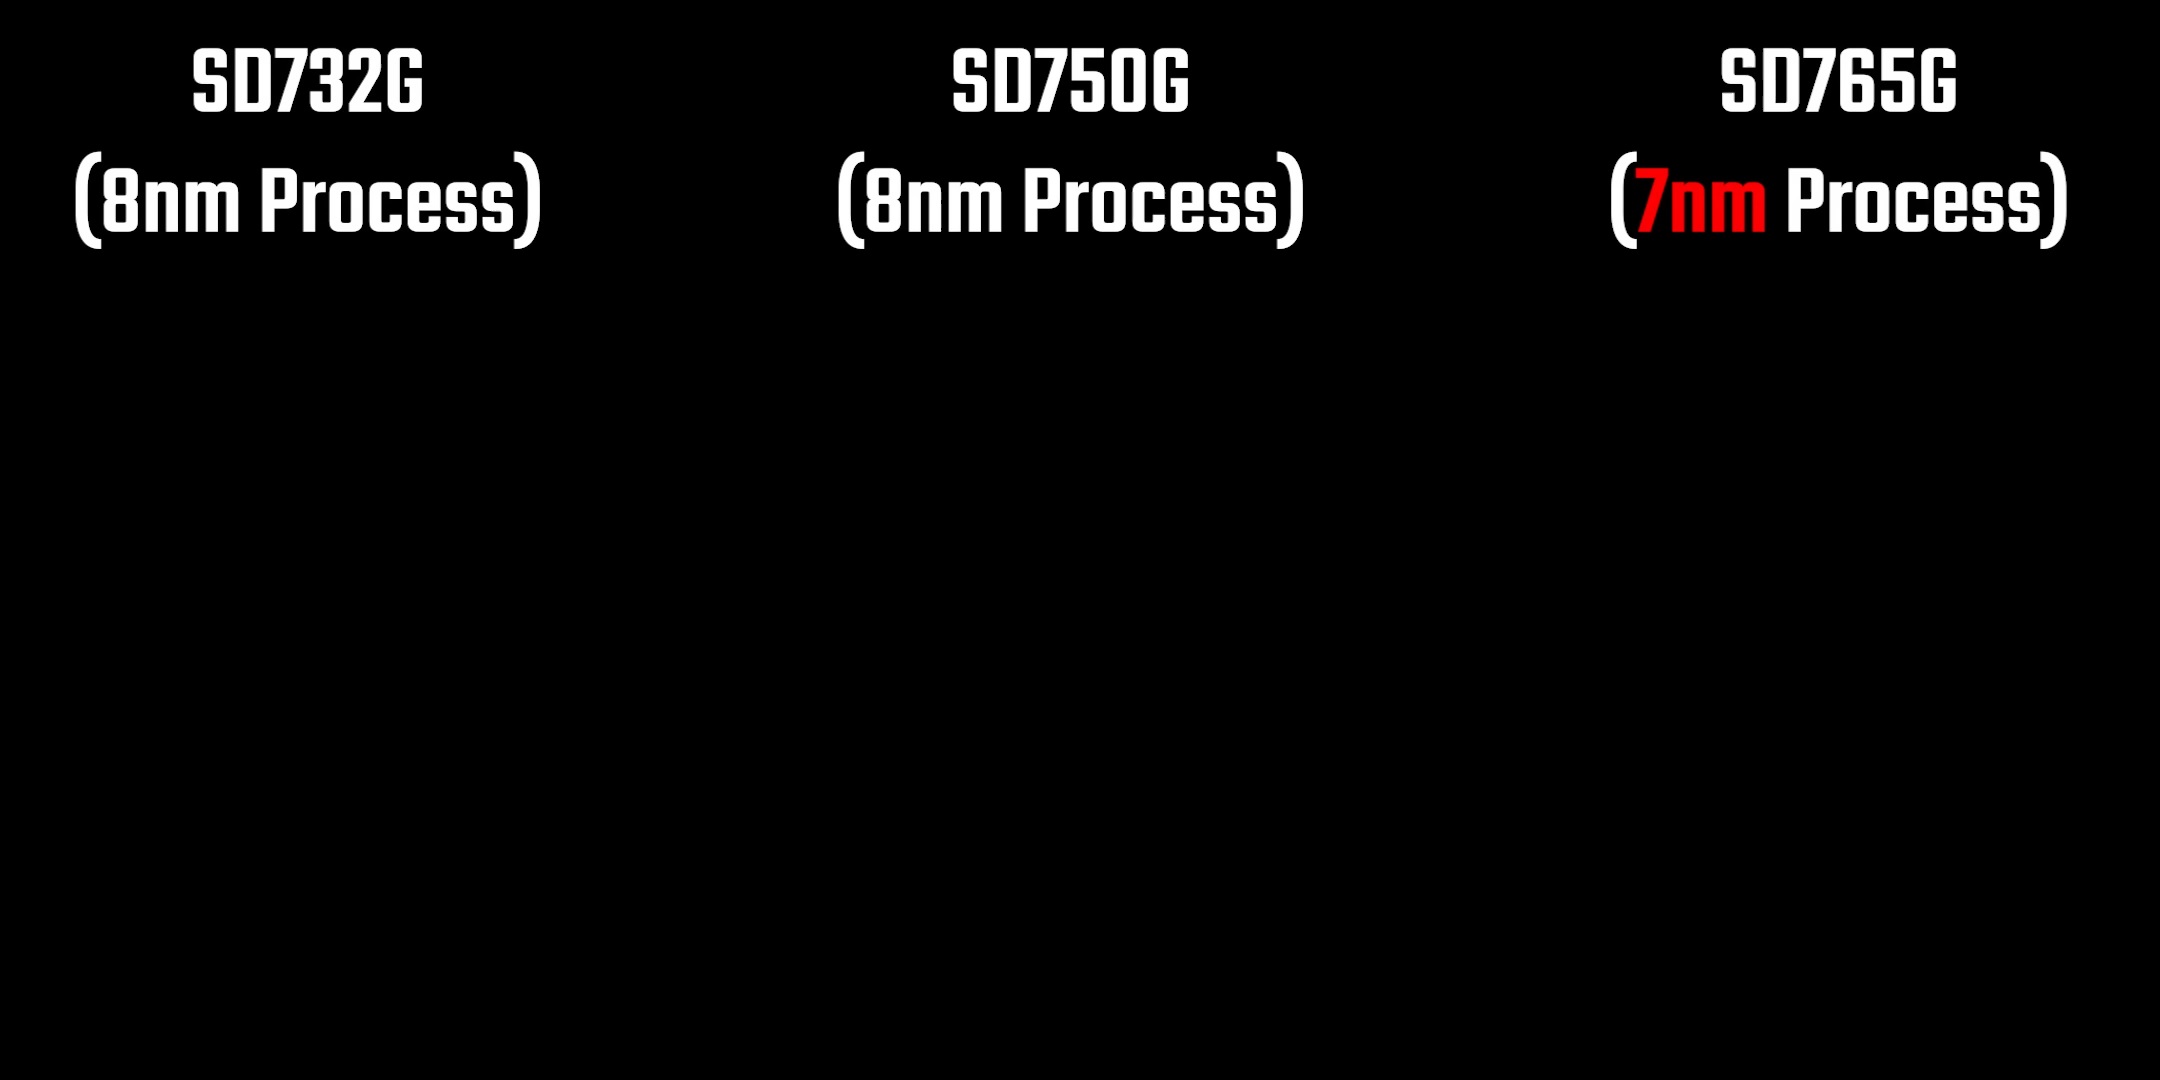 SD732G
(8nm Process)
SD750G
(8nm Process)
SD765G
(7nm Process)